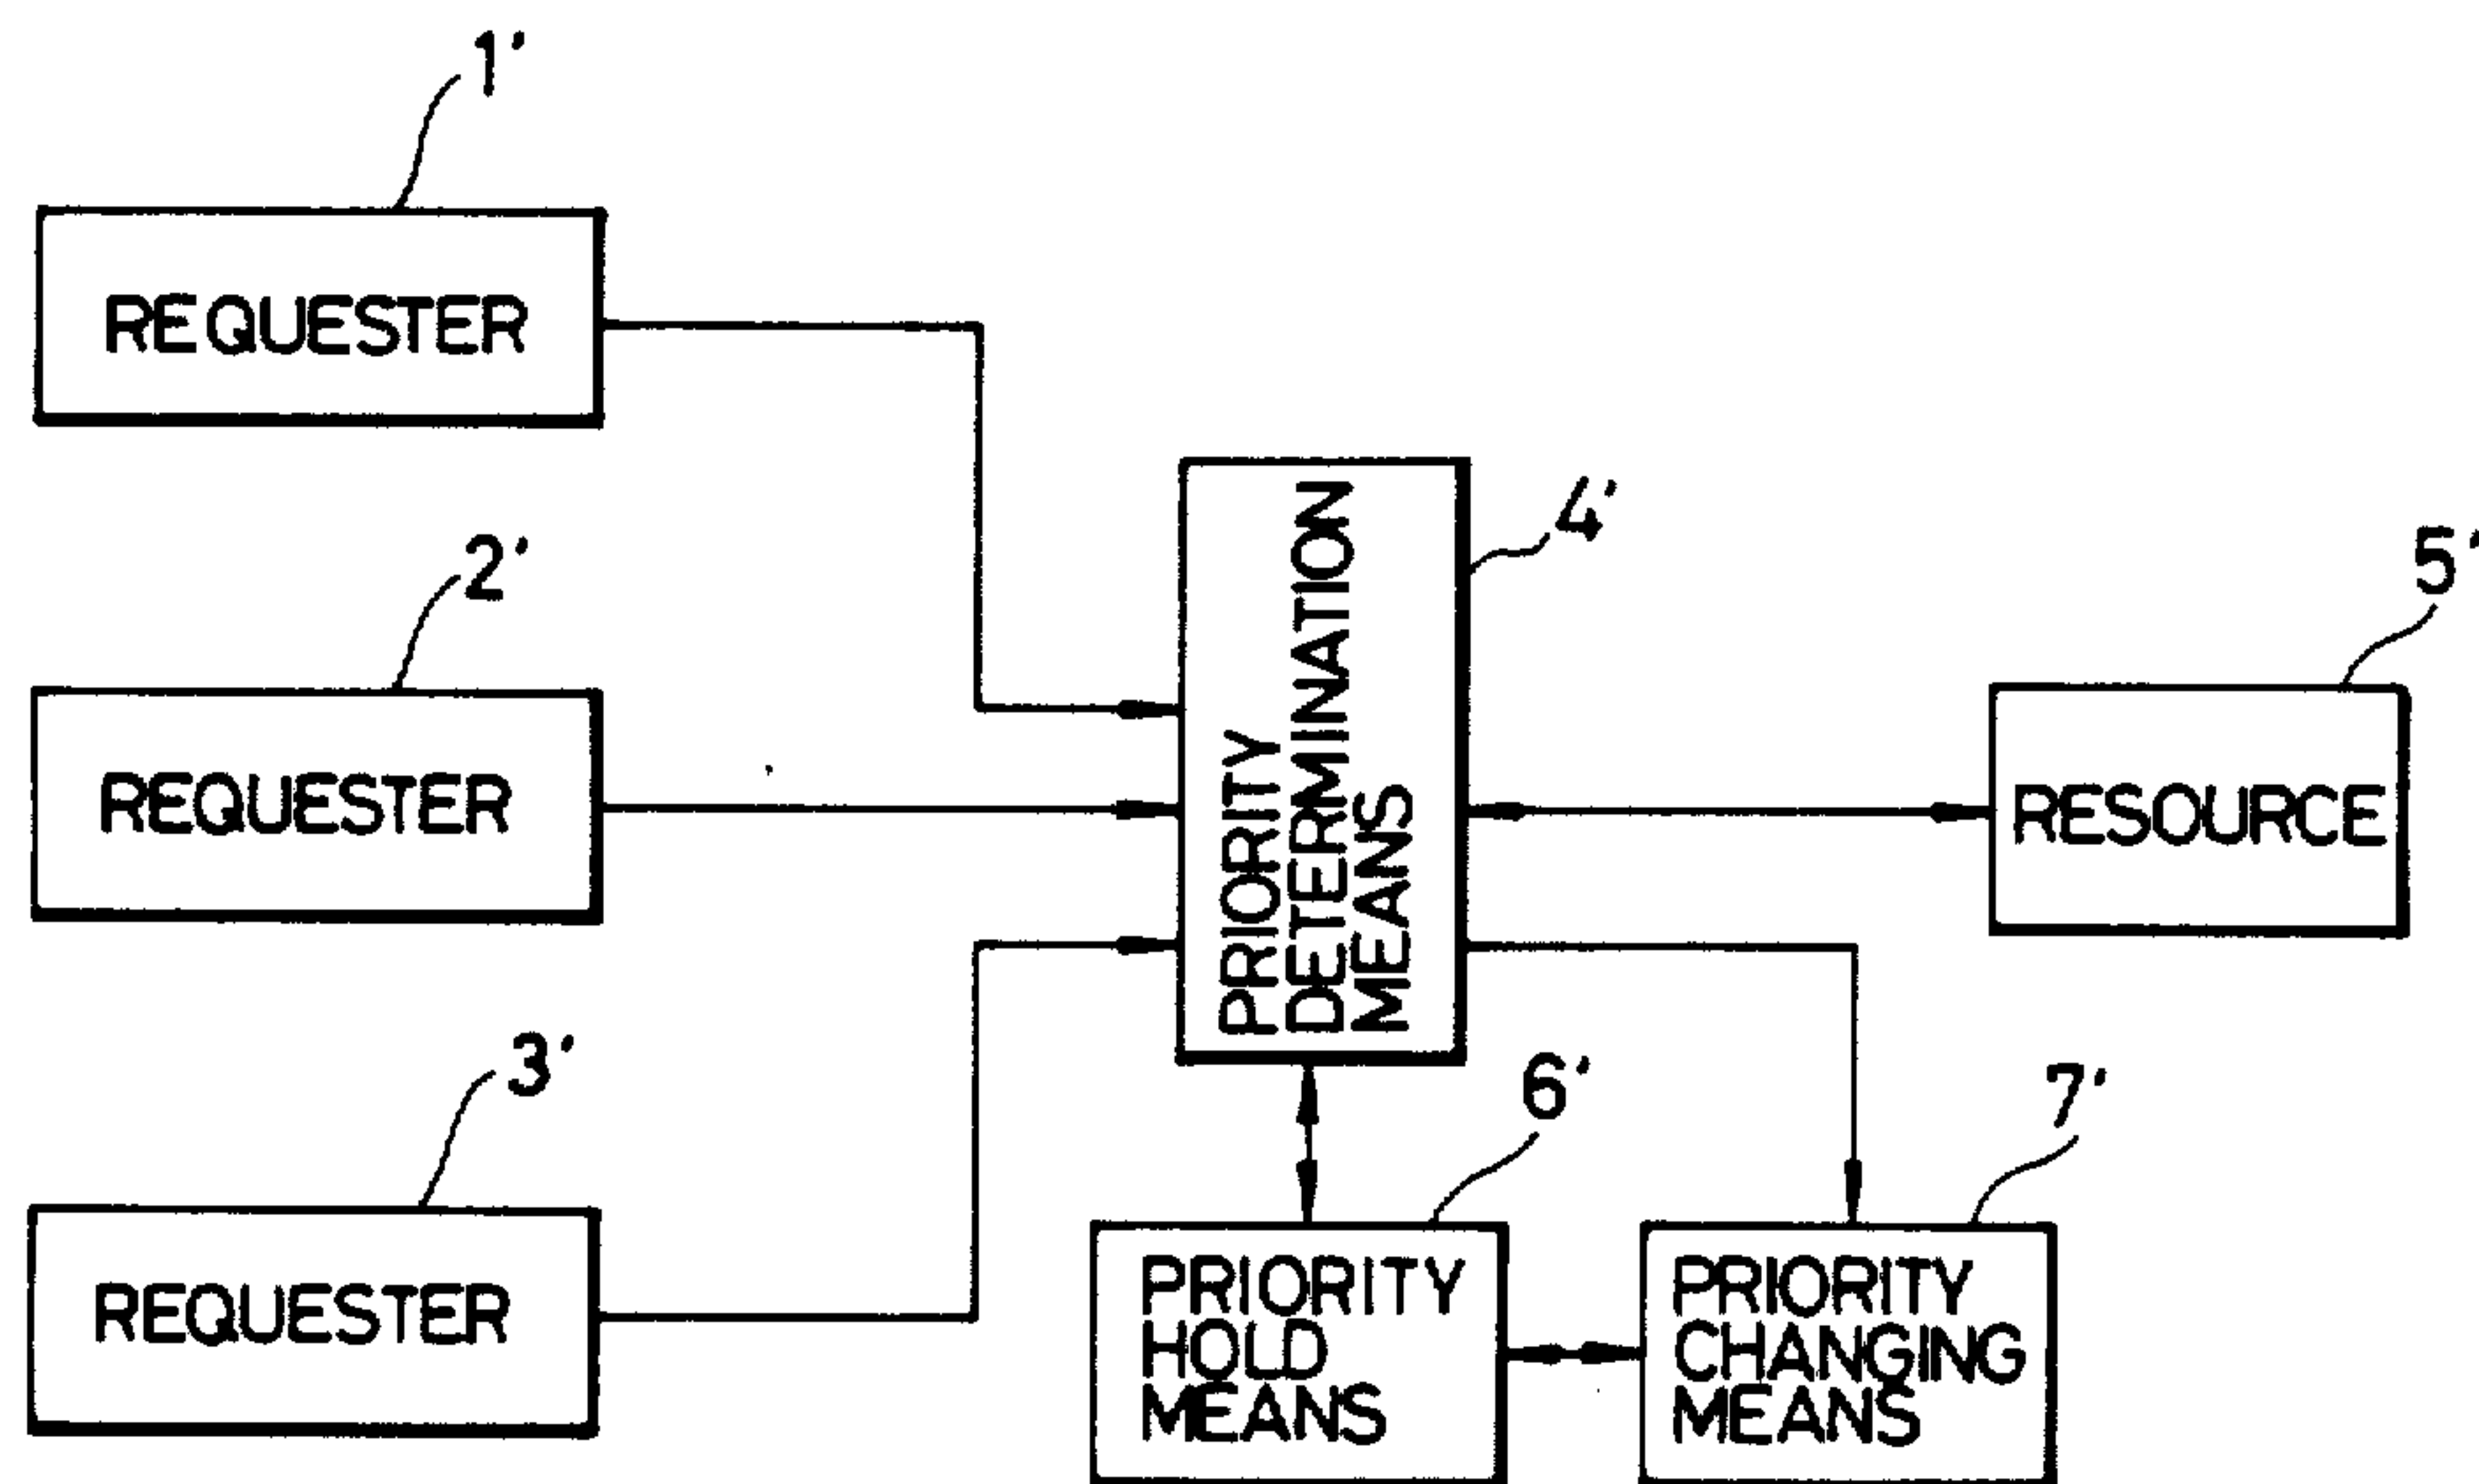 1'
REQUESTER
2'
REQUESTER
3'
REQUESTER
4'
PRIORITY
DETERMINATION
MEANS
5'
RESOURCE
6'
PRIORITY
HOLD
MEANS
7'
PRIORITY
CHANGING
MEANS